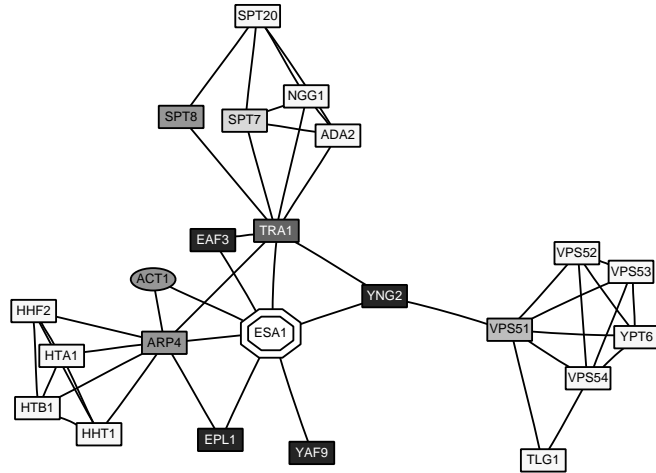 SPT20
NGG1
SPT8
SPT7
ADA2
EAF3
TRA1
ACT1
YNG2
VPS52
VPS53
HHF2
HTA1
ARP4
ESA1
VPS51
YPT6
HTB1
HHT1
VPS54
EPL1
YAF9
TLG1